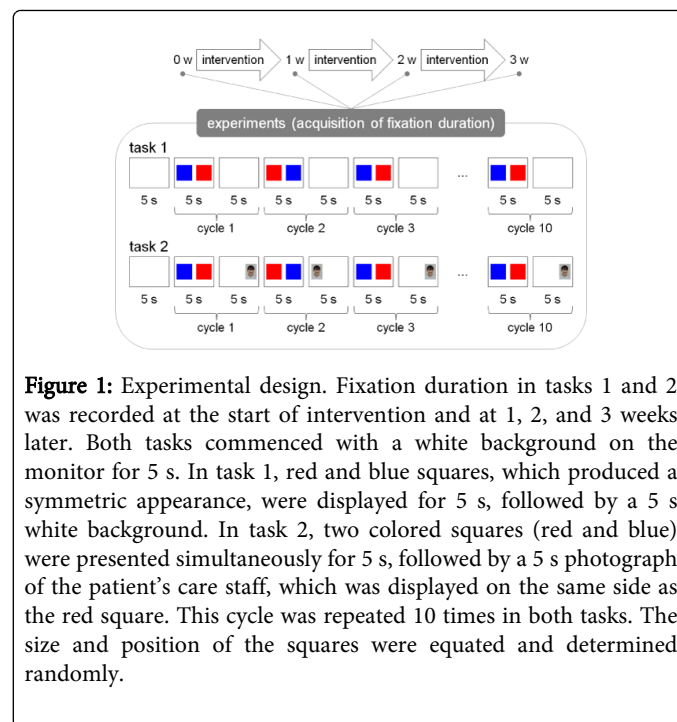 0 w intervention 1 w intervention 2 w intervention 3 w
experiments (acquisition of fixation duration)
task 1
...
5 s 5 s 5 s 5 s 5 s 5 s 5 s 5 s 5 s
cycle 1 cycle 2 cycle 3 cycle 10
task 2
...
5 s 5 s 5 s 5 s 5 s 5 s 5 s 5 s 5 s
cycle 1 cycle 2 cycle 3 cycle 10
Figure 1: Experimental design. Fixation duration in tasks 1 and 2
was recorded at the start of intervention and at 1, 2, and 3 weeks
later. Both tasks commenced with a white background on the
monitor for 5 s. In task 1, red and blue squares, which produced a
symmetric appearance, were displayed for 5 s, followed by a 5 s
white background. In task 2, two colored squares (red and blue)
were presented simultaneously for 5 s, followed by a 5 s photograph
of the patient's care staff, which was displayed on the same side as
the red square. This cycle was repeated 10 times in both tasks. The
size and position of the squares were equated and determined
randomly.